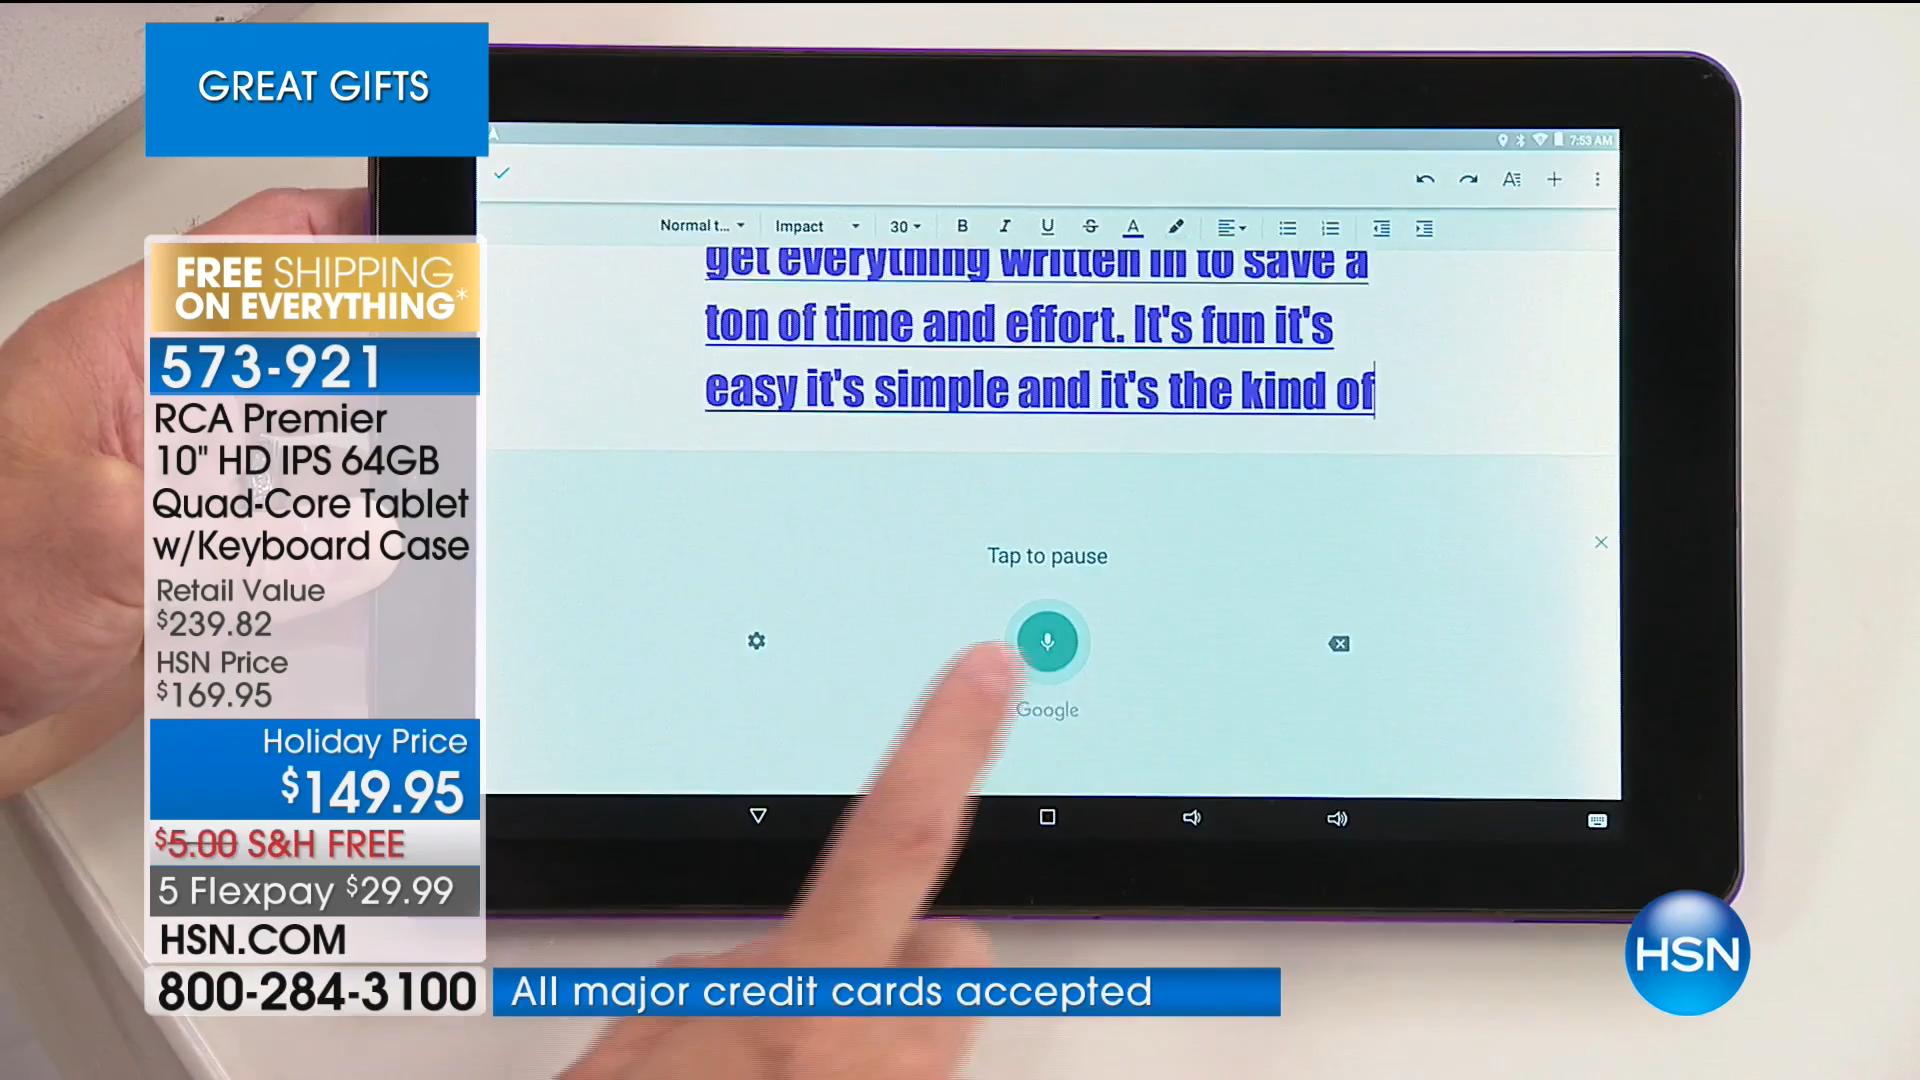 GREAT GIFTS
FREE SHIPPING
ON EVERYTHING*
573-921
RCA Premier
10" HD IPS 64GB
Quad-Core Tablet
w/Keyboard Case
Retail Value
$239.82
HSN Price
$169.95
Holiday Price
$149.95
$5.00 S&H FREE
5 Flexpay $29.99
HSN.COM
800-284-3100
All major credit cards accepted
7:53 AM
Normal t... Impact 30 B I U S A
get everything written in to save a
ton of time and effort. It's fun it's
easy it's simple and it's the kind of
Tap to pause
Google
HSN